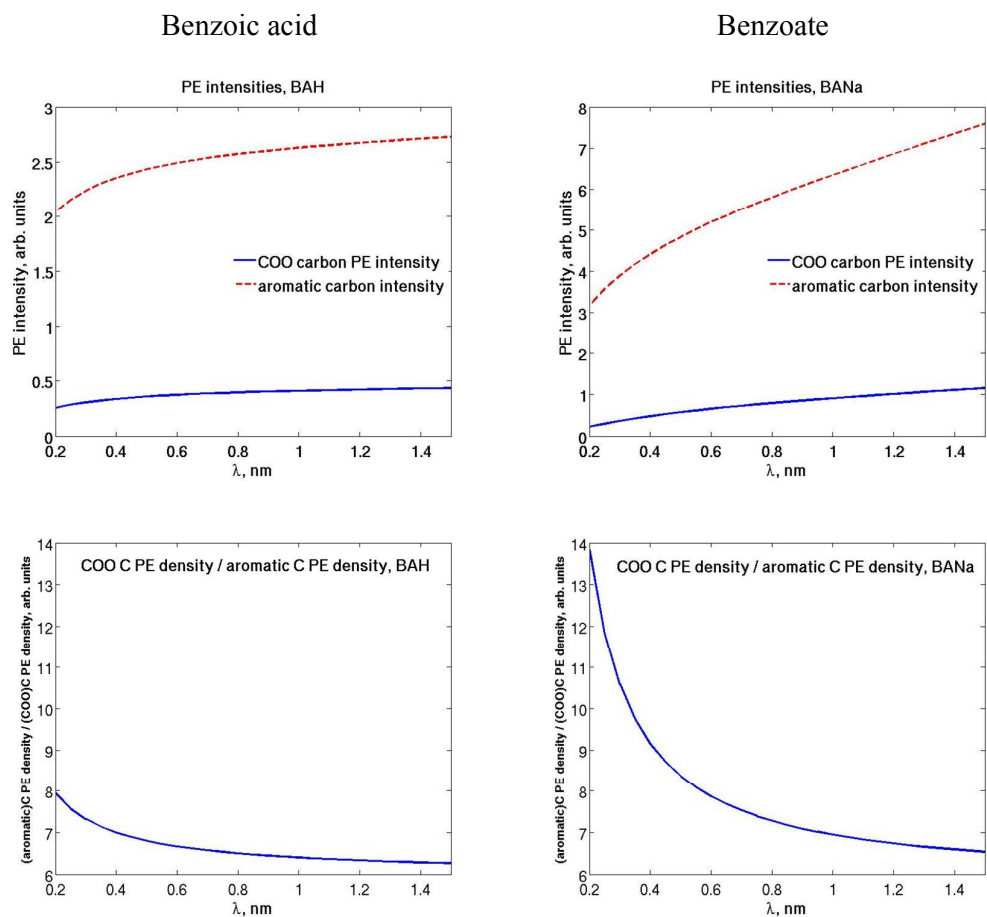 Benzoic acid
Benzoate
PE intensities, BAH
3
2.5
2
1.5
1
0.5
0
PE intensity, arb. units
COO carbon PE intensity
aromatic carbon intensity
0.2 0.4 0.6 0.8 1 1.2 1.4
λ, nm
PE intensities, BANa
8
7
6
5
4
3
2
1
0
PE intensity, arb. units
COO carbon PE intensity
aromatic carbon intensity
0.2 0.4 0.6 0.8 1 1.2 1.4
λ, nm
COO C PE density / aromatic C PE density, BAH
14
13
12
11
10
9
8
7
6
(aromatic)C PE density / (COO)C PE density, arb. units
0.2 0.4 0.6 0.8 1 1.2 1.4
λ, nm
COO C PE density / aromatic C PE density, BANa
14
13
12
11
10
9
8
7
6
(aromatic)C PE density / (COO)C PE density, arb. units
0.2 0.4 0.6 0.8 1 1.2 1.4
λ, nm